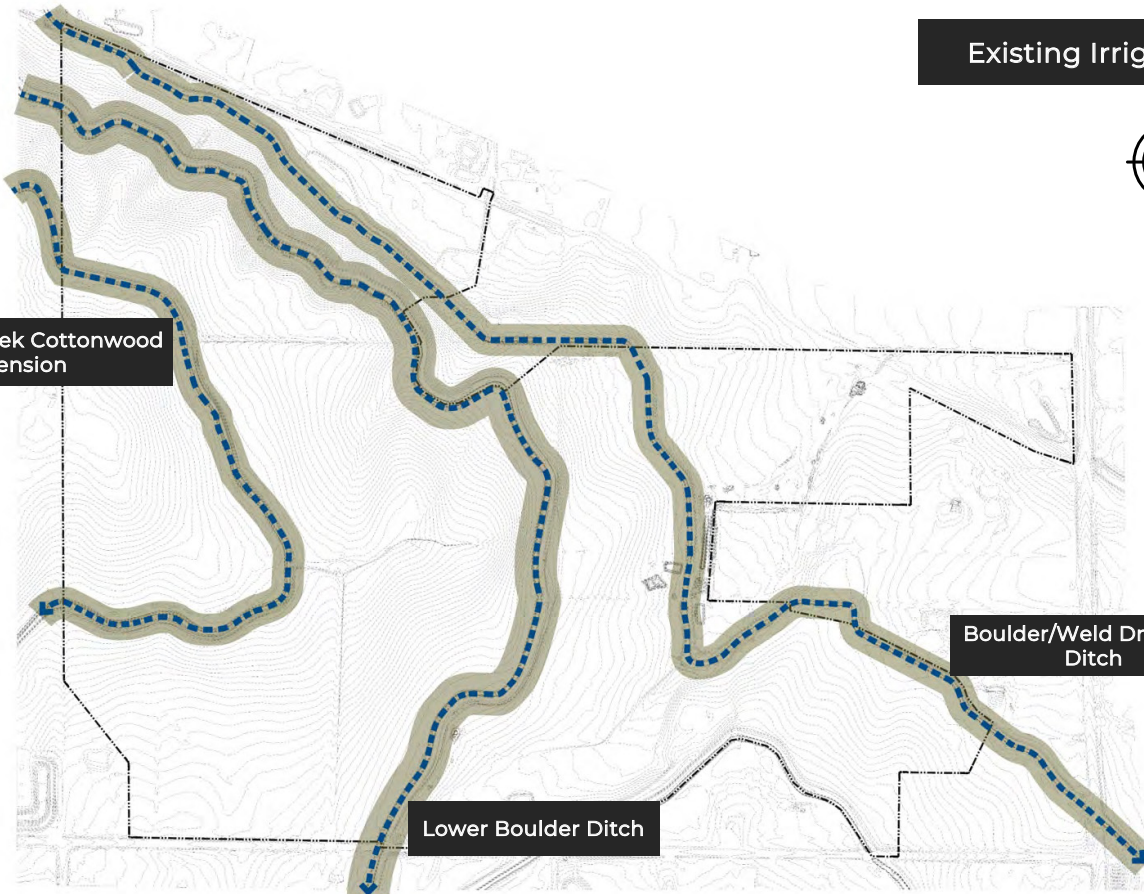 Existing Irrig
ek Cottonwood
ension
Boulder/Weld Dr
Ditch
Lower Boulder Ditch